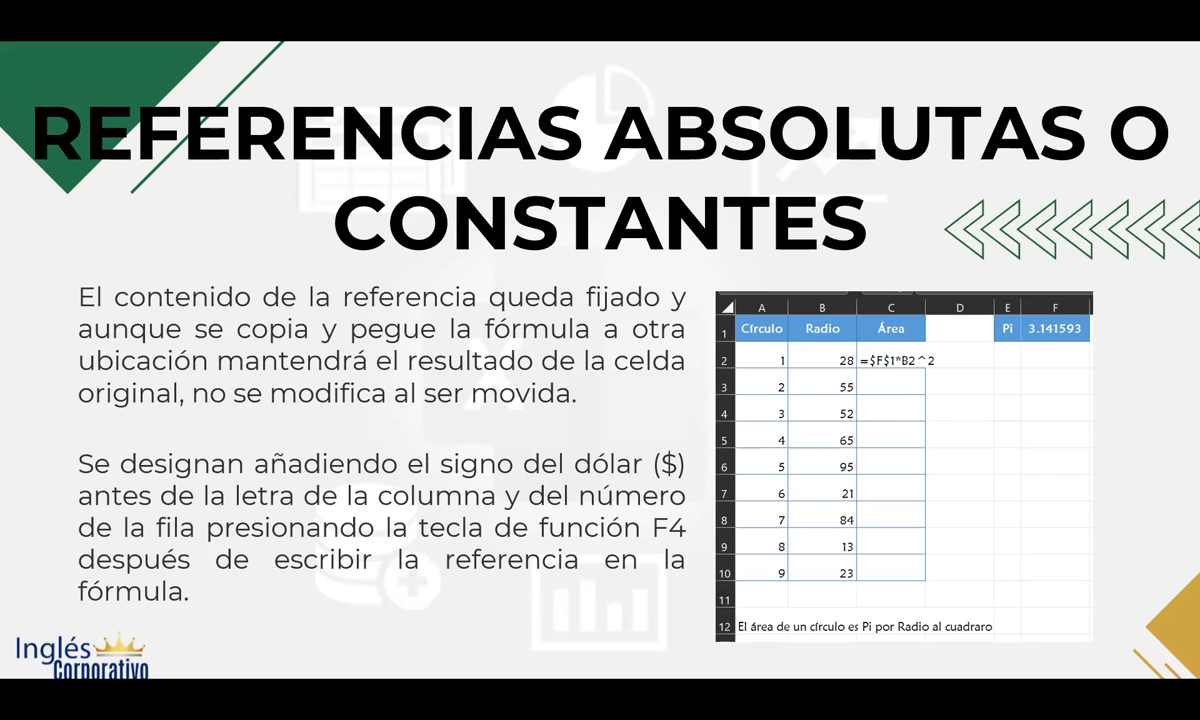 REFERENCIAS ABSOLUTAS O
CONSTANTES
El contenido de la referencia queda fijado y
aunque se copia y pegue la fórmula a otra
ubicación mantendrá el resultado de la celda
original, no se modifica al ser movida.
Se designan añadiendo el signo del dólar ($)
antes de la letra de la columna y del número
de la fila presionando la tecla de función F4
después de escribir la referencia en la
fórmula.
A B C D E F
1 Círculo Radio Área Pi 3.141593
2 1 28 =$F$1*B2^2
3 2 55
4 3 52
5 4 65
6 5 95
7 6 21
8 7 84
9 8 13
10 9 23
11
12 El área de un círculo es Pi por Radio al cuadraro
Inglés
Corporativo